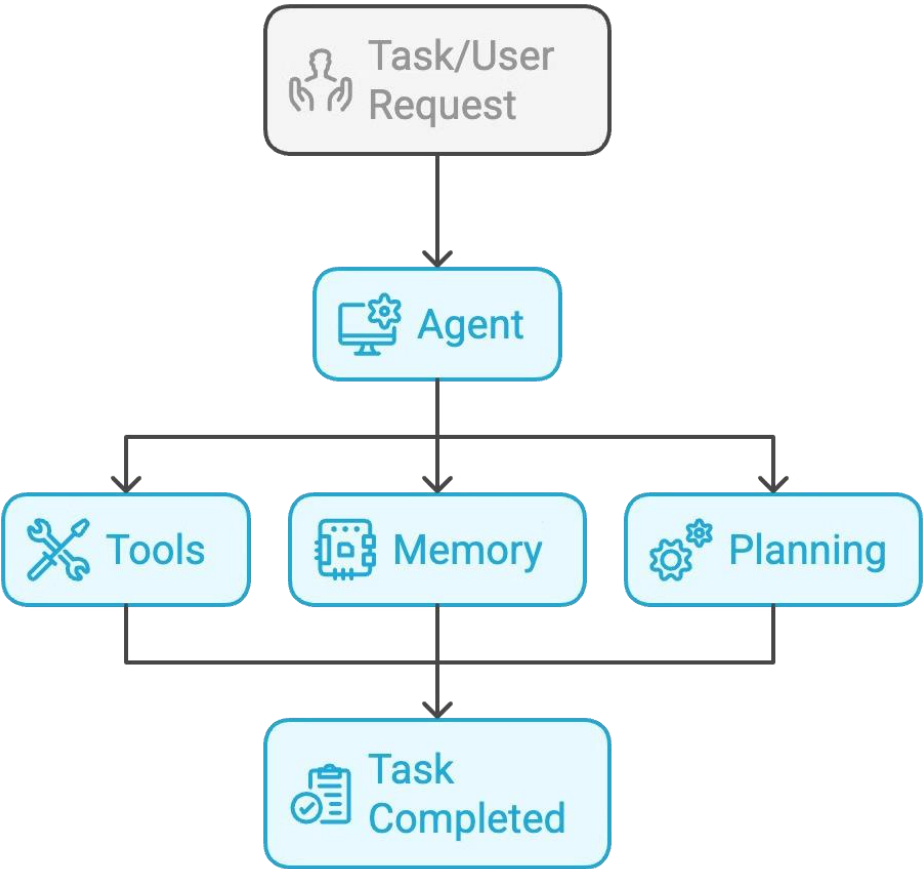 Task/User
Request
Agent
Tools
Memory
Planning
Task
Completed